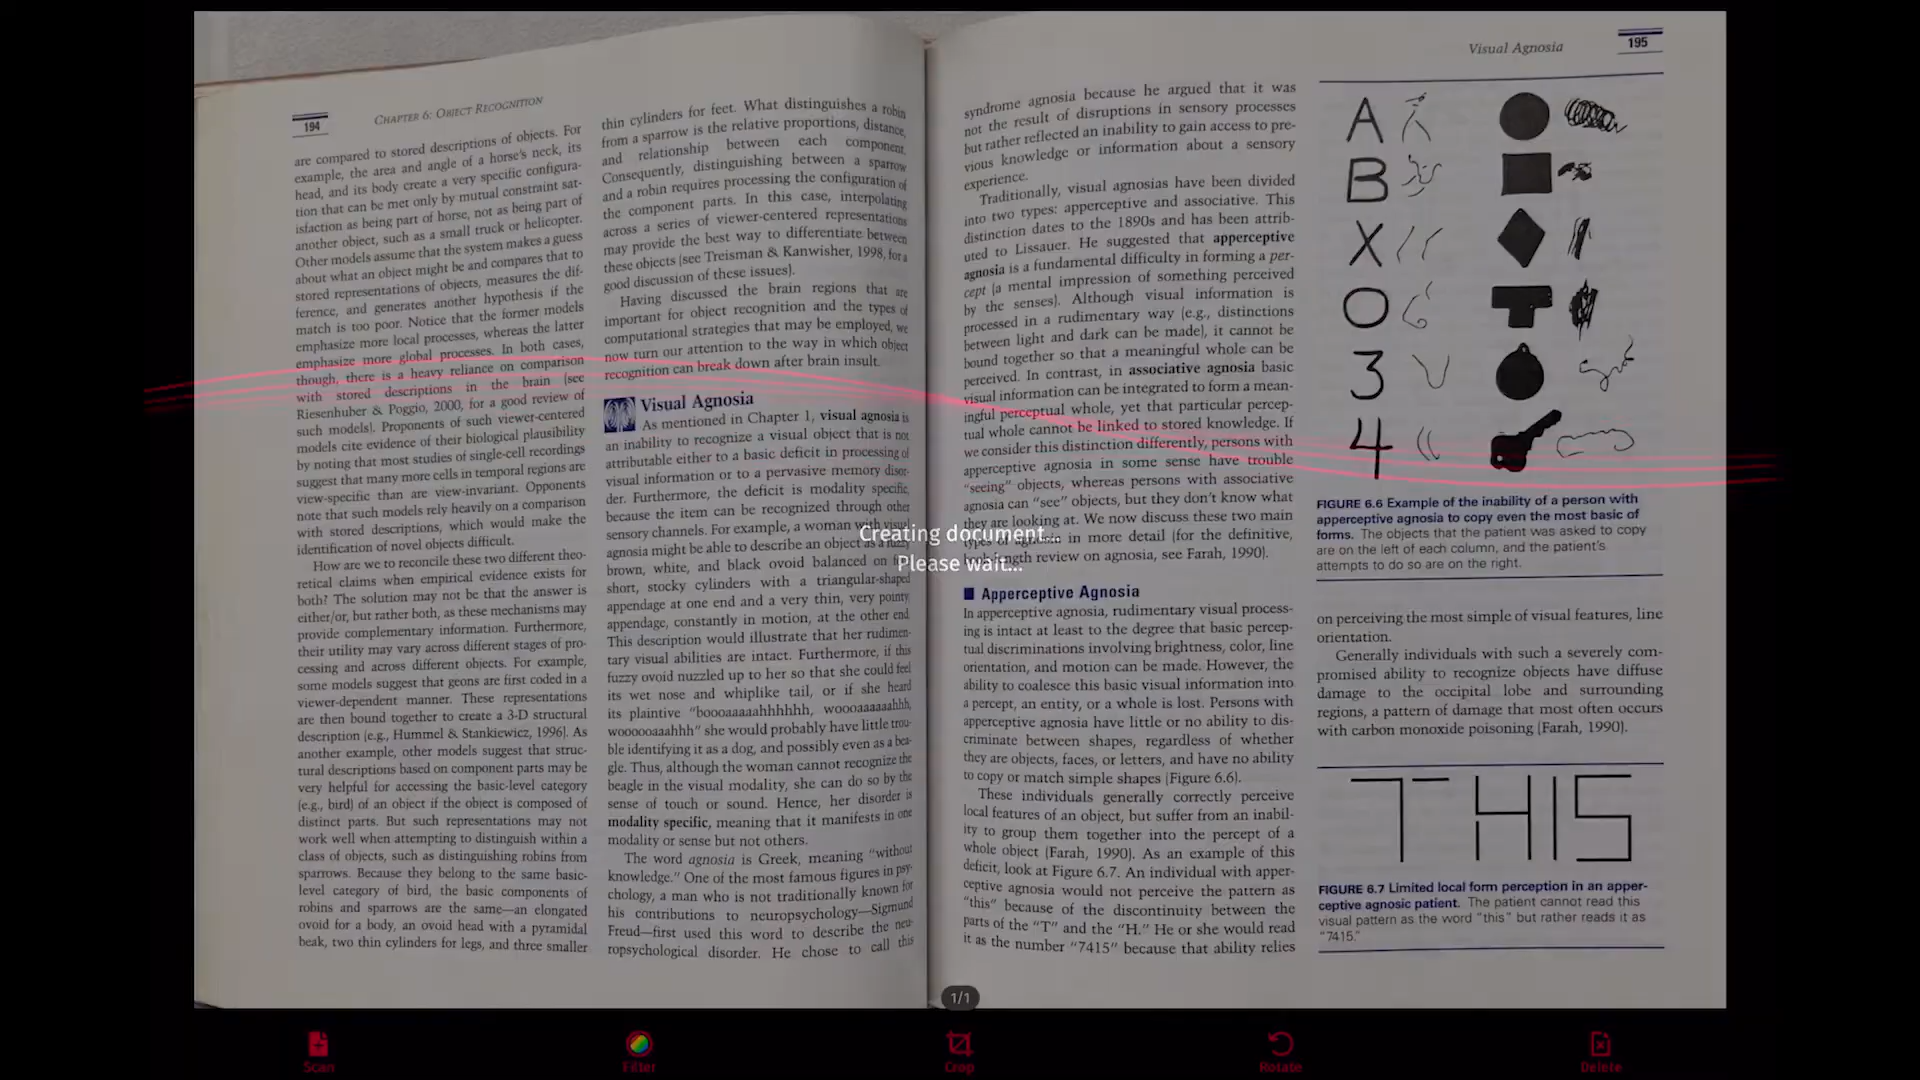 194
CHAPTER 6: OBJECT RECOGNITION
are compared to stored descriptions of objects. For
example, the area and angle of a horse's neck, its
head, and its body create a very specific configura-
tion that can be met only by mutual constraint sat-
isfaction as being part of horse, not as being part of
another object, such as a small truck or helicopter.
Other models assume that the system makes a guess
about what an object might be and compares that to
stored representations of objects, measures the dif-
ference, and generates another hypothesis if the
match is too poor. Notice that the former models
emphasize more local processes, whereas the latter
emphasize more global processes. In both cases,
though, there is a heavy reliance on comparison
with stored descriptions in the brain (see
Riesenhuber & Poggio, 2000, for a good review of
such models). Proponents of such viewer-centered
models cite evidence of their biological plausibility
by noting that most studies of single-cell recordings
suggest that many more cells in temporal regions are
view-specific than are view-invariant. Opponents
note that such models rely heavily on a comparison
with stored descriptions, which would make the
identification of novel objects difficult.
How are we to reconcile these two different theo-
retical claims when empirical evidence exists for
both? The solution may not be that the answer is
either/or, but rather both, as these mechanisms may
provide complementary information. Furthermore,
their utility may vary across different stages of pro-
cessing and across different objects. For example,
some models suggest that geons are first coded in a
viewer-dependent manner. These representations
are then bound together to create a 3-D structural
description (e.g., Hummel & Stankiewicz, 1996). As
another example, other models suggest that struc-
tural descriptions based on component parts may be
very helpful for accessing the basic-level category
(e.g., bird) of an object if the object is composed of
distinct parts. But such representations may not
work well when attempting to distinguish within a
class of objects, such as distinguishing robins from
sparrows. Because they belong to the same basic-
level category of bird, the basic components of
robins and sparrows are the same—an elongated
ovoid for a body, an ovoid head with a pyramidal
beak, two thin cylinders for legs, and three smaller
thin cylinders for feet. What distinguishes a robin
from a sparrow is the relative proportions, distance,
and relationship between each component.
Consequently, distinguishing between a sparrow
and a robin requires processing the configuration of
the component parts. In this case, interpolating
across a series of viewer-centered representations
may provide the best way to differentiate between
these objects (see Treisman & Kanwisher, 1998, for a
good discussion of these issues).
Having discussed the brain regions that are
important for object recognition and the types of
computational strategies that may be employed, we
now turn our attention to the way in which object
recognition can break down after brain insult.
Visual Agnosia
As mentioned in Chapter 1, visual agnosia is
an inability to recognize a visual object that is not
attributable either to a basic deficit in processing of
visual information or to a pervasive memory disor-
der. Furthermore, the deficit is modality specific,
because the item can be recognized through other
sensory channels. For example, a woman with visual
agnosia might be able to describe an object as a fuzzy
brown, white, and black ovoid balanced on
short, stocky cylinders with a triangular-shaped
appendage at one end and a very thin, very pointy
appendage, constantly in motion, at the other end.
This description would illustrate that her rudimen-
tary visual abilities are intact. Furthermore, if this
fuzzy ovoid nuzzled up to her so that she could feel
its wet nose and whiplike tail, or if she heard
its plaintive "boooaaaaahhhhhh, woooaaaaaahhh,
wooooooaaahhh" she would probably have little trou-
ble identifying it as a dog, and possibly even as a bea-
gle. Thus, although the woman cannot recognize the
beagle in the visual modality, she can do so by the
sense of touch or sound. Hence, her disorder is
modality specific, meaning that it manifests in one
modality or sense but not others.
The word agnosia is Greek, meaning "without
knowledge." One of the most famous figures in psy-
chology, a man who is not traditionally known for
his contributions to neuropsychology—Sigmund
Freud—first used this word to describe the neu-
ropsychological disorder. He chose to call this
Visual Agnosia
195
syndrome agnosia because he argued that it was
not the result of disruptions in sensory processes
but rather reflected an inability to gain access to pre-
vious knowledge or information about a sensory
experience.
Traditionally, visual agnosias have been divided
into two types: apperceptive and associative. This
distinction dates to the 1890s and has been attrib-
uted to Lissauer. He suggested that apperceptive
agnosia is a fundamental difficulty in forming a per-
cept (a mental impression of something perceived
by the senses). Although visual information is
processed in a rudimentary way (e.g., distinctions
between light and dark can be made), it cannot be
bound together so that a meaningful whole can be
perceived. In contrast, in associative agnosia basic
visual information can be integrated to form a mean-
ingful perceptual whole, yet that particular percep-
tual whole cannot be linked to stored knowledge. If
we consider this distinction differently, persons with
apperceptive agnosia in some sense have trouble
"seeing" objects, whereas persons with associative
agnosia can "see" objects, but they don't know what
they are looking at. We now discuss these two main
types of agnosia in more detail (for the definitive,
book-length review on agnosia, see Farah, 1990).
Apperceptive Agnosia
In apperceptive agnosia, rudimentary visual process-
ing is intact at least to the degree that basic percep-
tual discriminations involving brightness, color, line
orientation, and motion can be made. However, the
ability to coalesce this basic visual information into
a percept, an entity, or a whole is lost. Persons with
apperceptive agnosia have little or no ability to dis-
criminate between shapes, regardless of whether
they are objects, faces, or letters, and have no ability
to copy or match simple shapes (Figure 6.6).
These individuals generally correctly perceive
local features of an object, but suffer from an inabil-
ity to group them together into the percept of a
whole object (Farah, 1990). As an example of this
deficit, look at Figure 6.7. An individual with apper-
ceptive agnosia would not perceive the pattern as
"this" because of the discontinuity between the
parts of the "T" and the "H." He or she would read
it as the number "7415" because that ability relies
A
B
X
O
3
4
FIGURE 6.6 Example of the inability of a person with
apperceptive agnosia to copy even the most basic of
forms. The objects that the patient was asked to copy
are on the left of each column, and the patient's
attempts to do so are on the right.
on perceiving the most simple of visual features, line
orientation.
Generally individuals with such a severely com-
promised ability to recognize objects have diffuse
damage to the occipital lobe and surrounding
regions, a pattern of damage that most often occurs
with carbon monoxide poisoning (Farah, 1990).
THIS
FIGURE 6.7 Limited local form perception in an apper-
ceptive agnosic patient. The patient cannot read this
visual pattern as the word "this" but rather reads it as
"7415."
Creating document...
Please wait...
1/1
Scan
Filter
Crop
Rotate
Delete